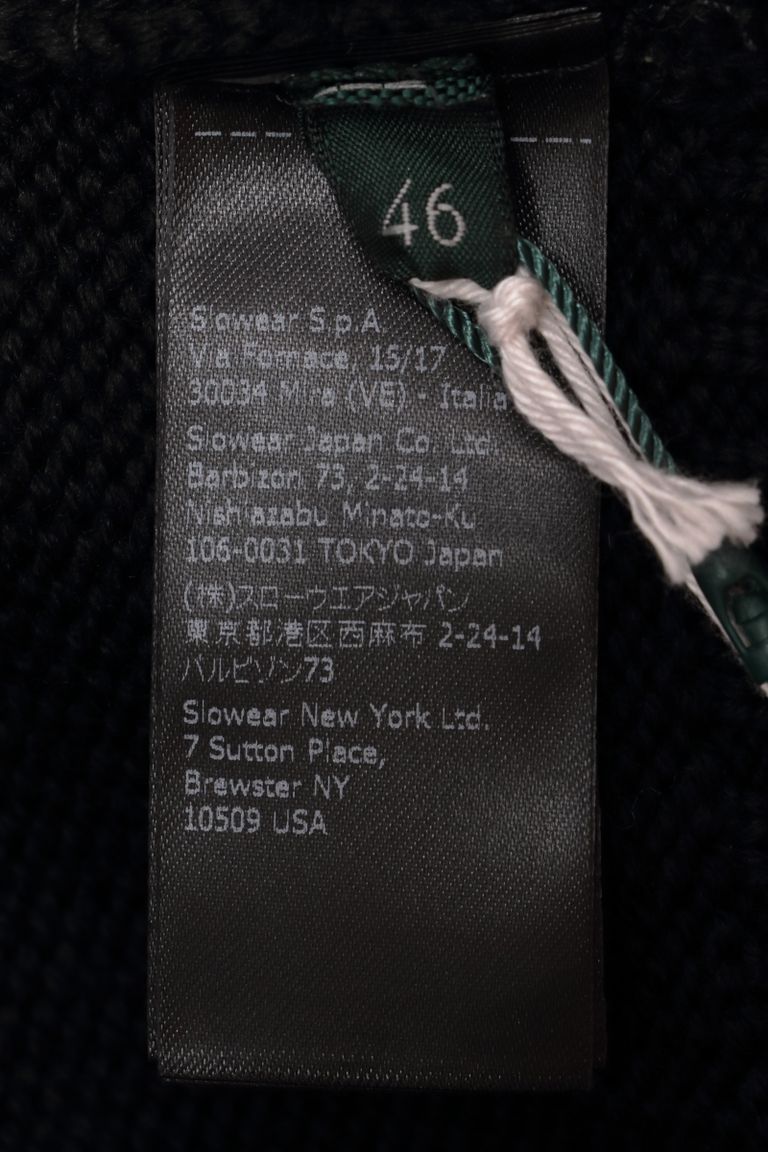 46
Slowear S.p.A.
Via Fornace, 15/17
30034 Mira (VE) - Italia
Slowear Japan Co. Ltd.
Barbizon 73, 2-24-14
Nishiazabu Minato-Ku
106-0031 TOKYO Japan
(株)スローウエアジャパン
東京都港区西麻布 2-24-14
バルビゾン73
Slowear New York Ltd.
7 Sutton Place,
Brewster NY
10509 USA